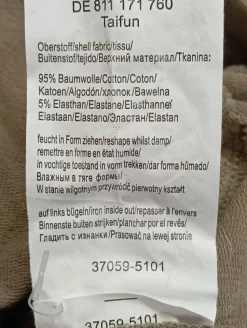 DE 811 171 760
Taifun
Oberstoff/shell fabric/tissu/
Buitenstof/tejido/Верхний материал/Tkanina:
95% Baumwolle/Cotton/Coton/
Katoen/Algodón/хлопок/Bawełna
5% Elasthan/Elastane/Elasthanne/
Elastaan/Elastano/Эластан/Elastan
feucht in Form ziehen/reshape whilst damp/
remettre en forme en état humide/
in vochtige toestand in vorm trekken/dar forma húmedo/
Влажным в тяге формы/
W stanie wilgotnym przywrócić pierwotny kształt
auf links bügeln/iron inside out/repasser à l'envers
Binnenste buiten strijken/planchar por el revés/
Гладить с изнанки/Prasować na lewej stronie
37059-5101
37059-5101